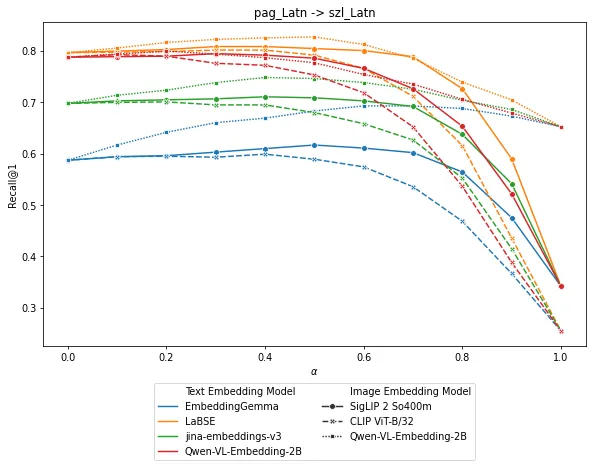 pag_Latn -> szl_Latn
Recall@1
0.8
0.7
0.6
0.5
0.4
0.3
0.0 0.2 0.4 0.6 0.8 1.0
α
Text Embedding Model
EmbeddingGemma
LaBSE
jina-embeddings-v3
Qwen-VL-Embedding-2B
Image Embedding Model
SigLIP 2 So400m
CLIP ViT-B/32
Qwen-VL-Embedding-2B